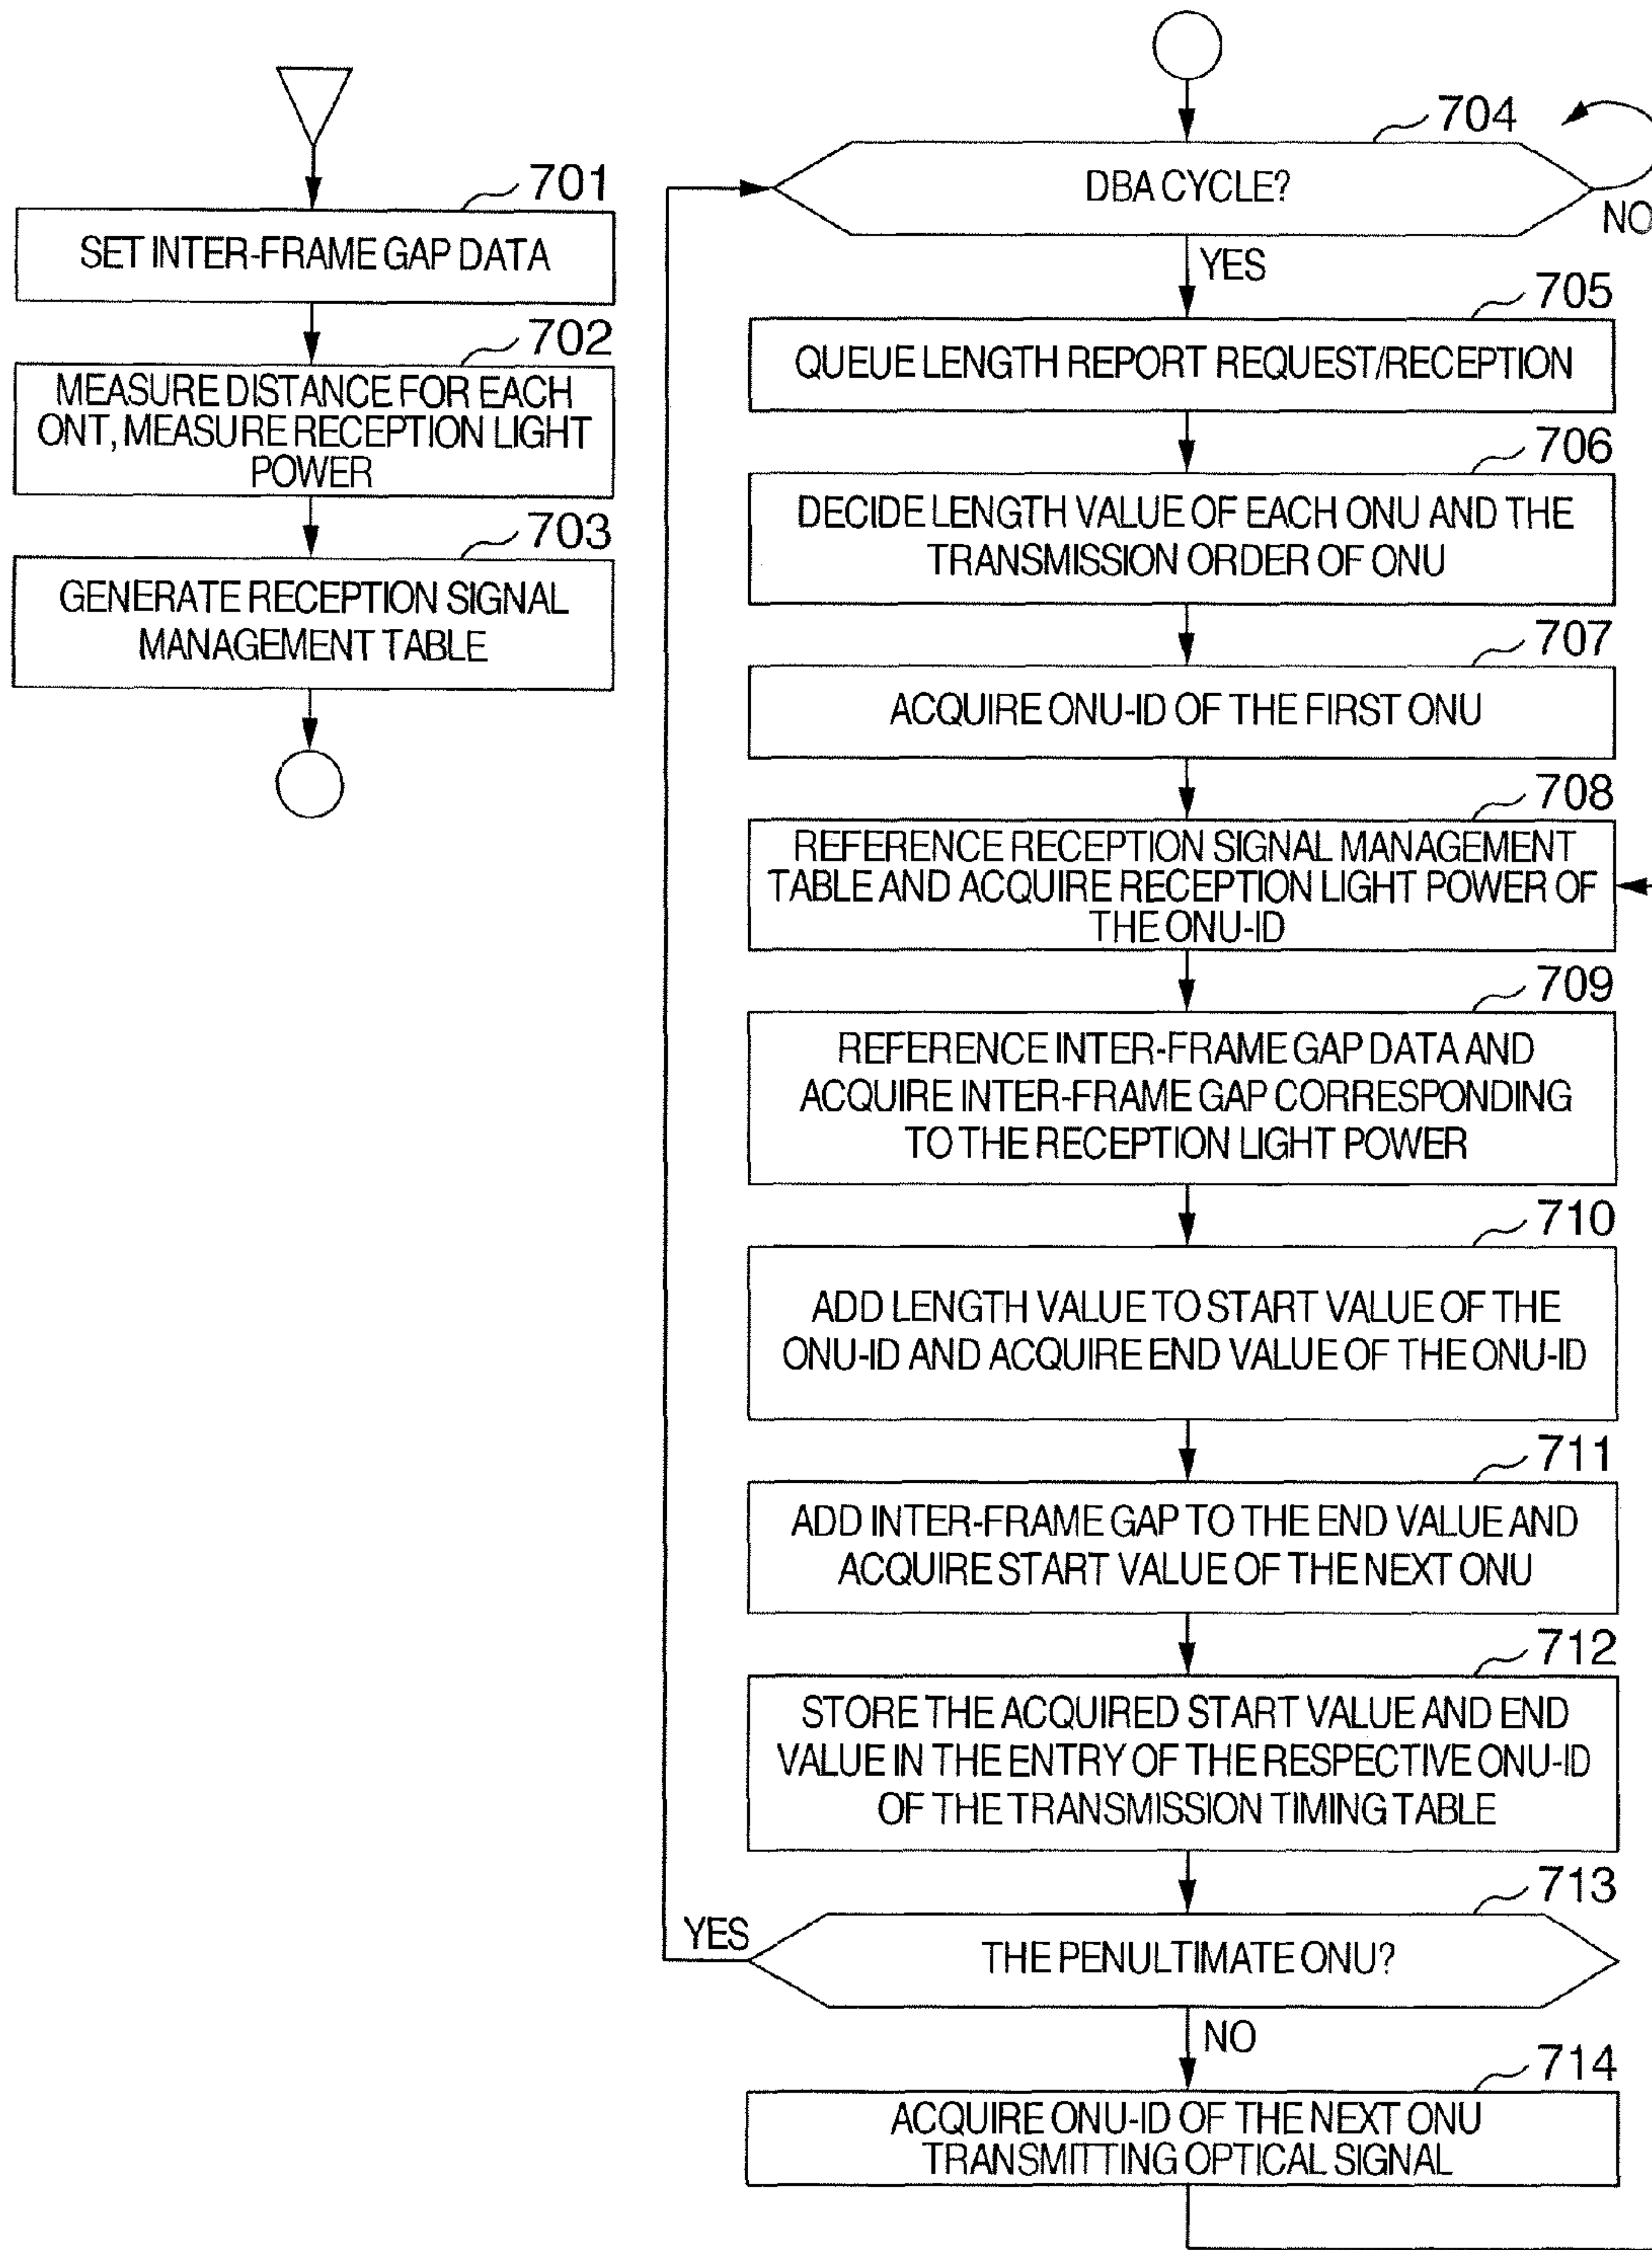 701
SET INTER-FRAME GAP DATA
702
MEASURE DISTANCE FOR EACH
ONT, MEASURE RECEPTION LIGHT
POWER
703
GENERATE RECEPTION SIGNAL
MANAGEMENT TABLE
704
DBA CYCLE?
NO
YES
705
QUEUE LENGTH REPORT REQUEST/RECEPTION
706
DECIDE LENGTH VALUE OF EACH ONU AND THE
TRANSMISSION ORDER OF ONU
707
ACQUIRE ONU-ID OF THE FIRST ONU
708
REFERENCE RECEPTION SIGNAL MANAGEMENT
TABLE AND ACQUIRE RECEPTION LIGHT POWER OF
THE ONU-ID
709
REFERENCE INTER-FRAME GAP DATA AND
ACQUIRE INTER-FRAME GAP CORRESPONDING
TO THE RECEPTION LIGHT POWER
710
ADD LENGTH VALUE TO START VALUE OF THE
ONU-ID AND ACQUIRE END VALUE OF THE ONU-ID
711
ADD INTER-FRAME GAP TO THE END VALUE AND
ACQUIRE START VALUE OF THE NEXT ONU
712
STORE THE ACQUIRED START VALUE AND END
VALUE IN THE ENTRY OF THE RESPECTIVE ONU-ID
OF THE TRANSMISSION TIMING TABLE
713
YES
THE PENULTIMATE ONU?
NO
714
ACQUIRE ONU-ID OF THE NEXT ONU
TRANSMITTING OPTICAL SIGNAL